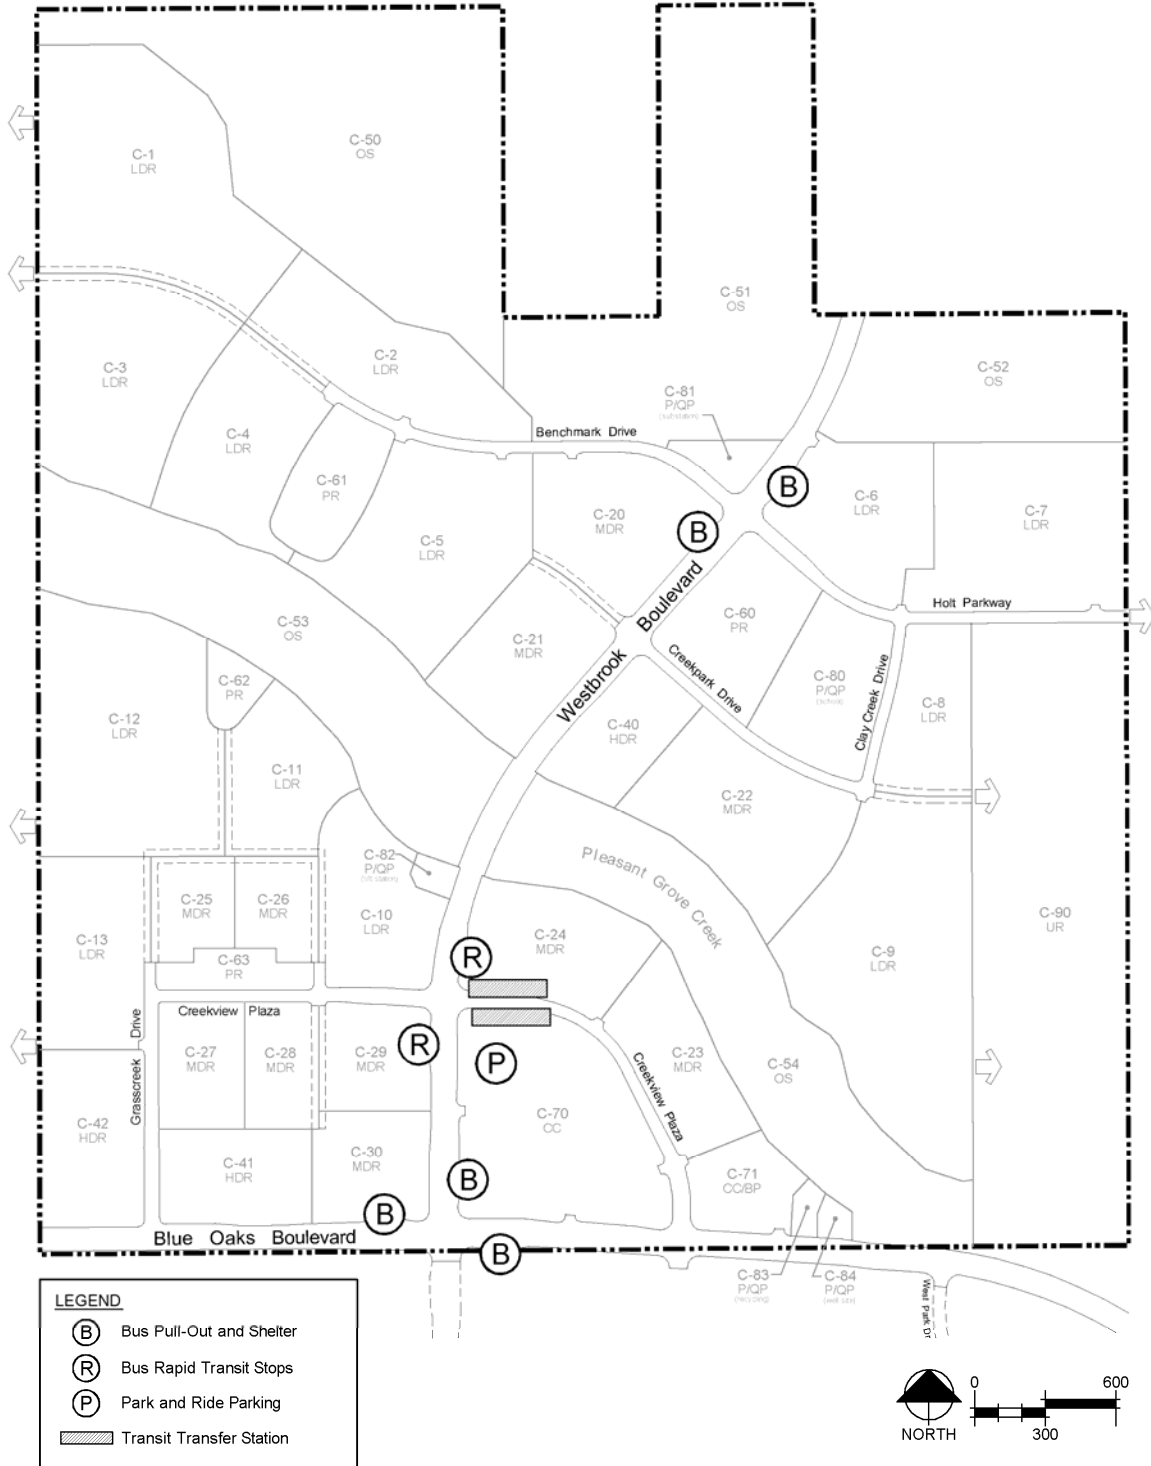 C-1
LDR
C-50
OS
C-51
OS
C-2
LDR
C-3
LDR
C-52
OS
C-81
P/QP
(substation)
Benchmark Drive
C-4
LDR
C-61
PR
B
C-6
LDR
C-7
LDR
C-20
MDR
B
C-5
LDR
Westbrook Boulevard
Holt Parkway
C-60
PR
C-53
OS
C-21
MDR
Creekpark Drive
C-80
P/QP
(school)
Clay Creek Drive
C-8
LDR
C-62
PR
C-12
LDR
C-40
HDR
C-11
LDR
C-22
MDR
C-82
P/QP
Pleasant Grove Creek
C-25
MDR
C-26
MDR
C-10
LDR
C-90
UR
C-13
LDR
C-24
MDR
C-9
LDR
C-63
PR
R
Creekview Plaza
Grasscreek Drive
R
C-27
MDR
C-28
MDR
C-29
MDR
P
Creekview Plaza
C-23
MDR
C-54
OS
C-42
HDR
C-70
CC
C-41
HDR
C-30
MDR
C-71
CC/BP
B
B
Blue Oaks Boulevard
B
C-83
P/QP
(recycling)
C-84
P/QP
(well site)
West Park Dr
LEGEND
B Bus Pull-Out and Shelter
R Bus Rapid Transit Stops
P Park and Ride Parking
Transit Transfer Station
NORTH
0
600
300